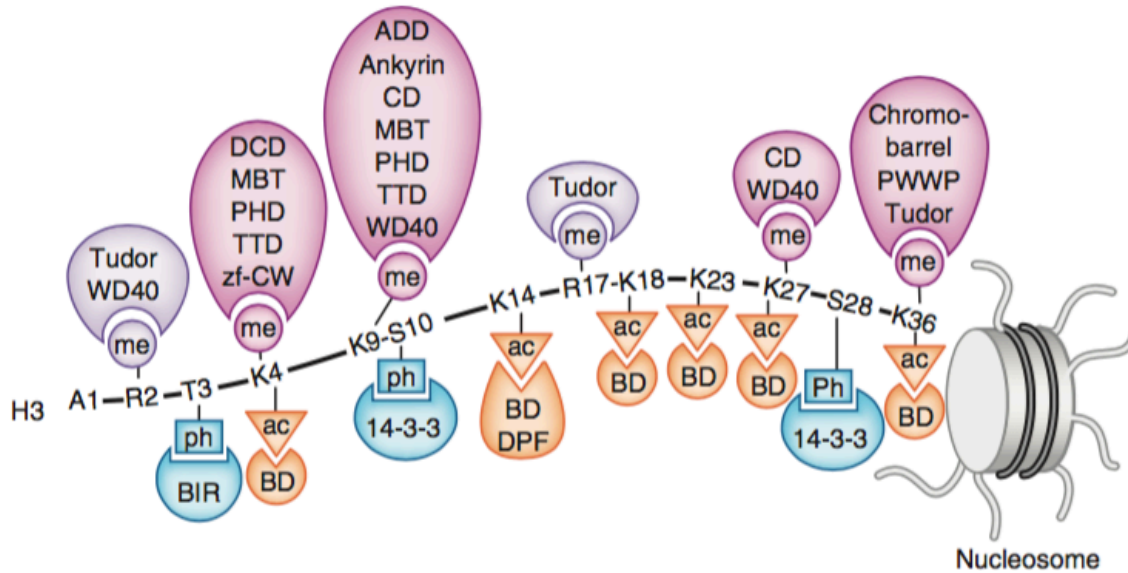 ADD
Ankyrin
CD
MBT
PHD
TTD
WD40
me
DCD
MBT
PHD
TTD
zf-CW
me
Tudor
WD40
me
Tudor
me
CD
WD40
me
Chromo-
barrel
PWWP
Tudor
me
H3 A1 R2 T3 K4 K9-S10 K14 R17-K18 K23 K27 S28 K36
ph
BIR
ac
BD
ph
14-3-3
ac
BD
DPF
ac
BD
ac
BD
ac
BD
Ph
14-3-3
ac
BD
Nucleosome